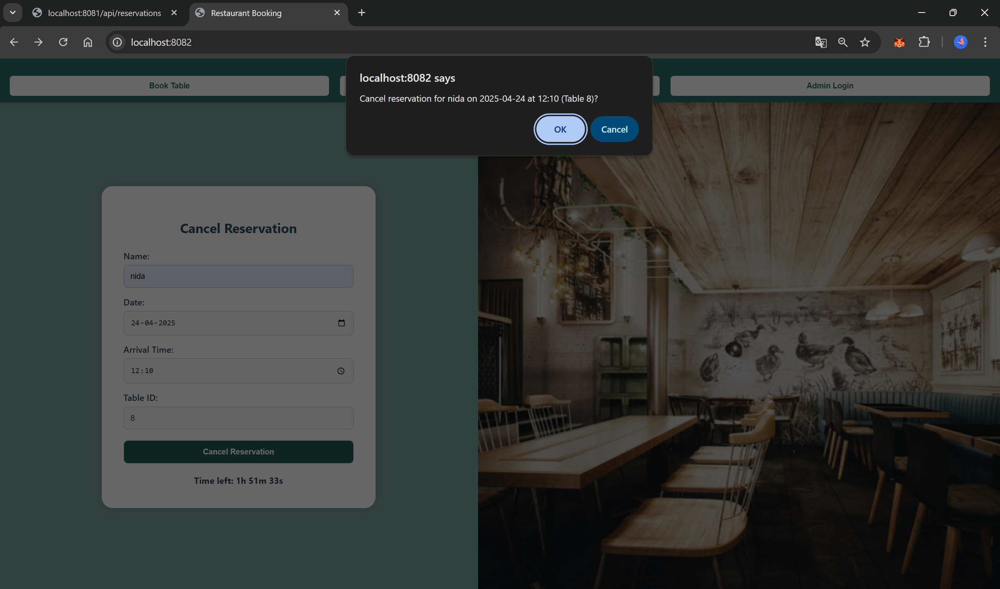 localhost:8081/api/reservations
Restaurant Booking
localhost:8082
Book Table
Admin Login
localhost:8082 says
Cancel reservation for nida on 2025-04-24 at 12:10 (Table 8)?
OK
Cancel
Cancel Reservation
Name:
nida
Date:
24-04-2025
Arrival Time:
12:10
Table ID:
8
Cancel Reservation
Time left: 1h 51m 33s